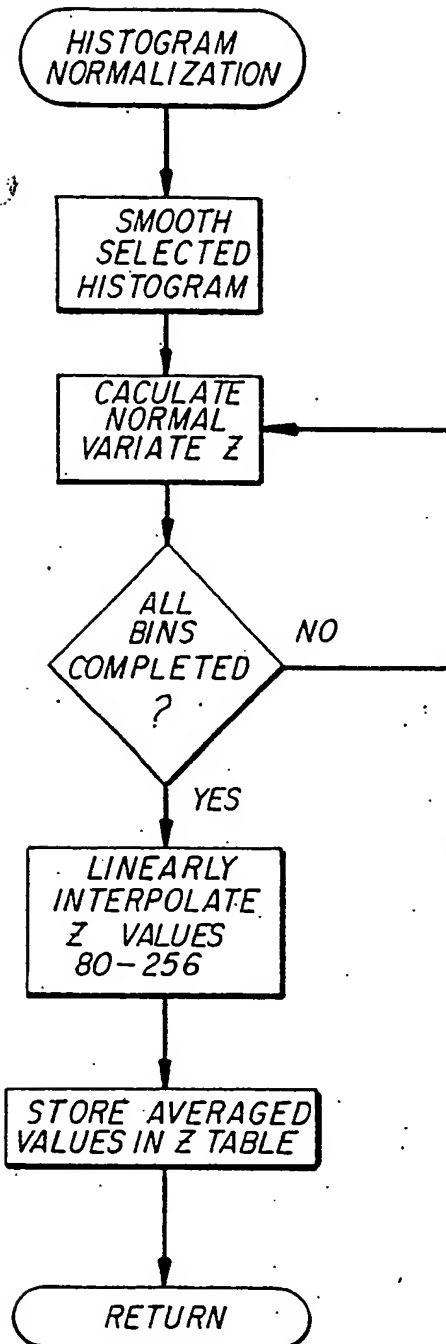 HISTOGRAM
NORMALIZATION
SMOOTH
SELECTED
HISTOGRAM
CACULATE
NORMAL
VARIATE Z
ALL
BINS
COMPLETED
?
NO
YES
LINEARLY
INTERPOLATE
Z VALUES
80-256
STORE AVERAGED
VALUES IN Z TABLE
RETURN